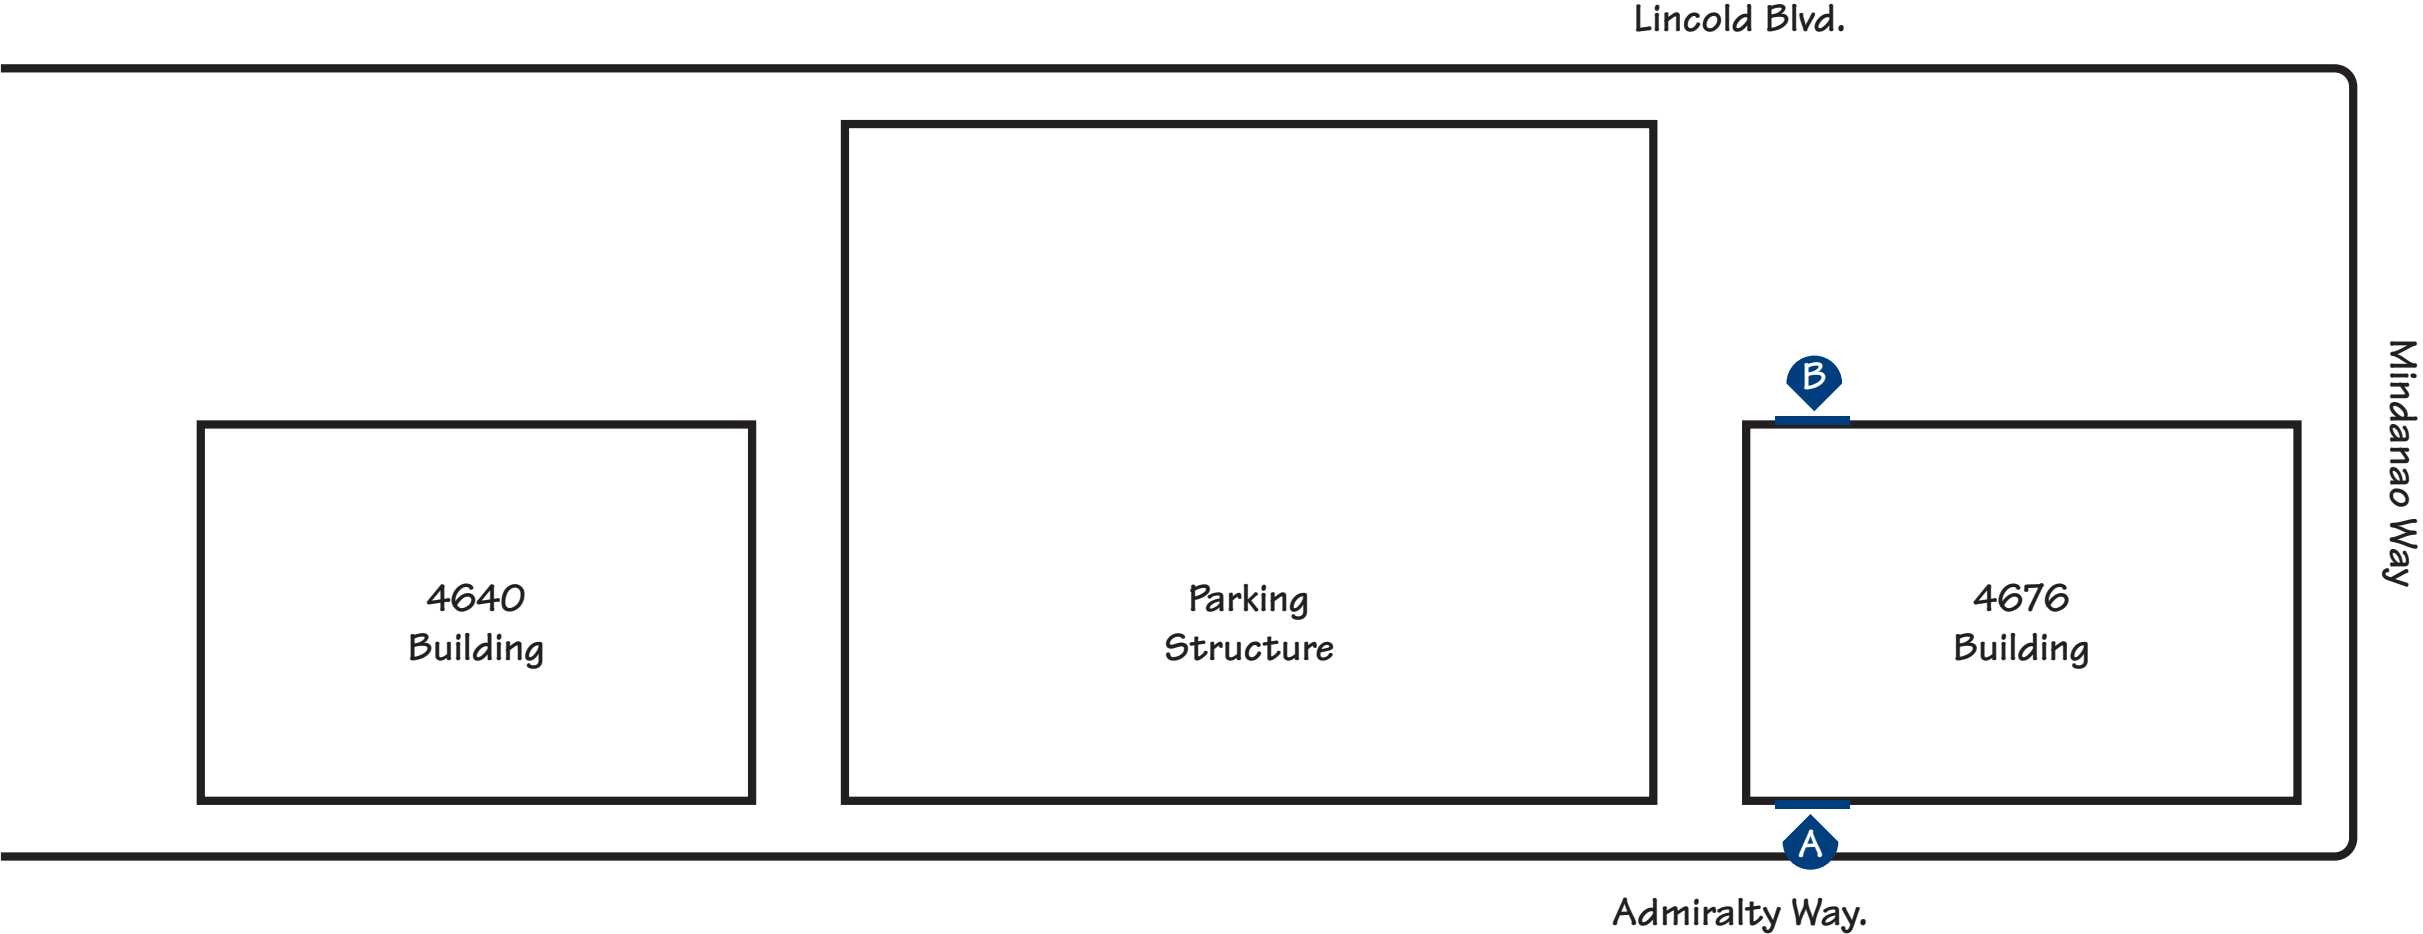 Lincold Blvd.
B
Mindanao Way
4640
Building
Parking
Structure
4676
Building
A
Admiralty Way.